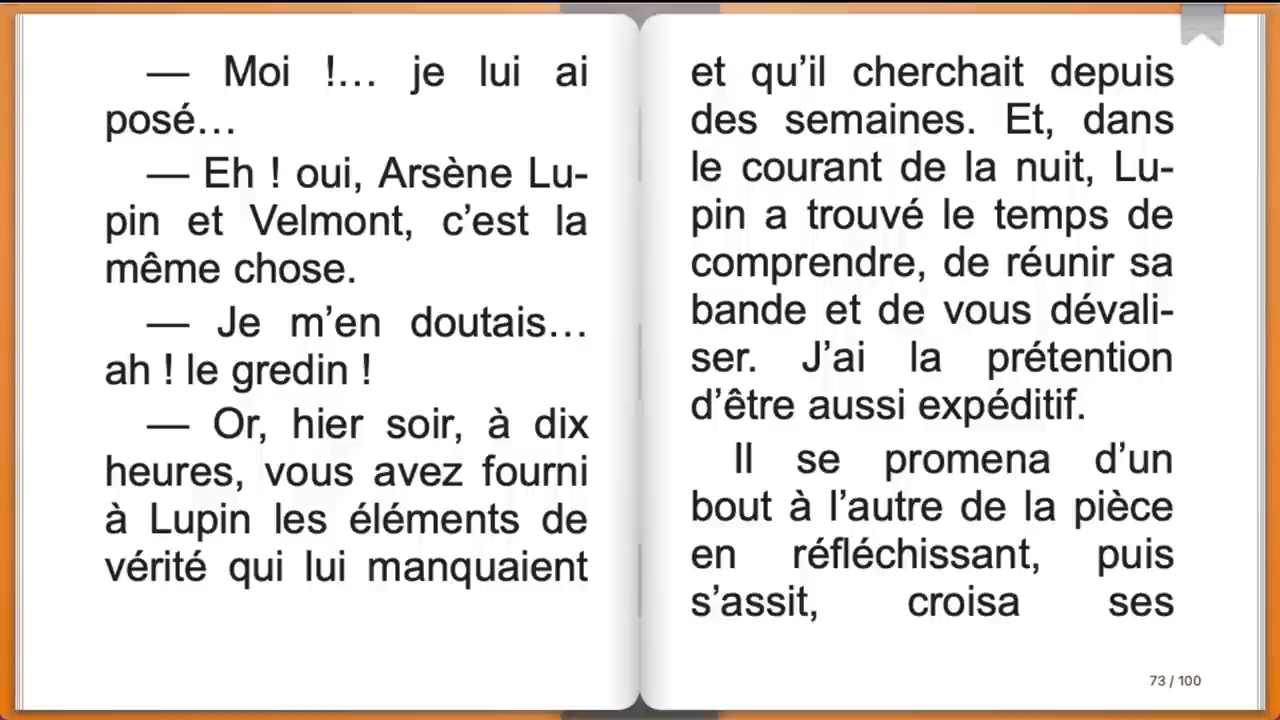 — Moi !… je lui ai
posé…
— Eh ! oui, Arsène Lu-
pin et Velmont, c’est la
même chose.
— Je m’en doutais…
ah ! le gredin !
— Or, hier soir, à dix
heures, vous avez fourni
à Lupin les éléments de
vérité qui lui manquaient
et qu’il cherchait depuis
des semaines. Et, dans
le courant de la nuit, Lu-
pin a trouvé le temps de
comprendre, de réunir sa
bande et de vous dévali-
ser. J’ai la prétention
d’être aussi expéditif.
Il se promena d’un
bout à l’autre de la pièce
en réfléchissant, puis
s’assit, croisa ses
73 / 100